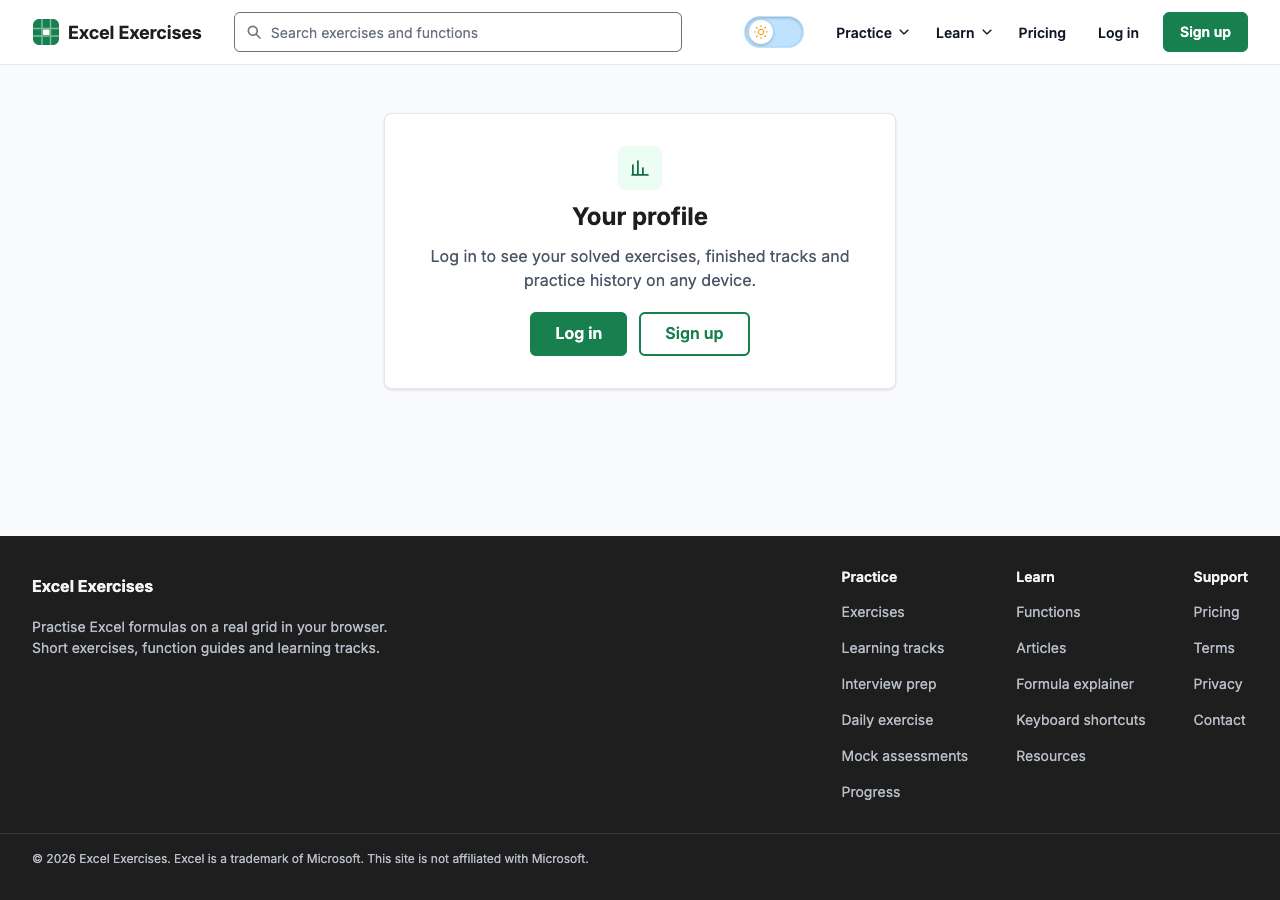 Excel Exercises
Search exercises and functions
Practice
Learn
Pricing
Log in
Sign up
Your profile
Log in to see your solved exercises, finished tracks and
practice history on any device.
Log in
Sign up
Excel Exercises
Practise Excel formulas on a real grid in your browser.
Short exercises, function guides and learning tracks.
Practice
Exercises
Learning tracks
Interview prep
Daily exercise
Mock assessments
Progress
Learn
Functions
Articles
Formula explainer
Keyboard shortcuts
Resources
Support
Pricing
Terms
Privacy
Contact
© 2026 Excel Exercises. Excel is a trademark of Microsoft. This site is not affiliated with Microsoft.